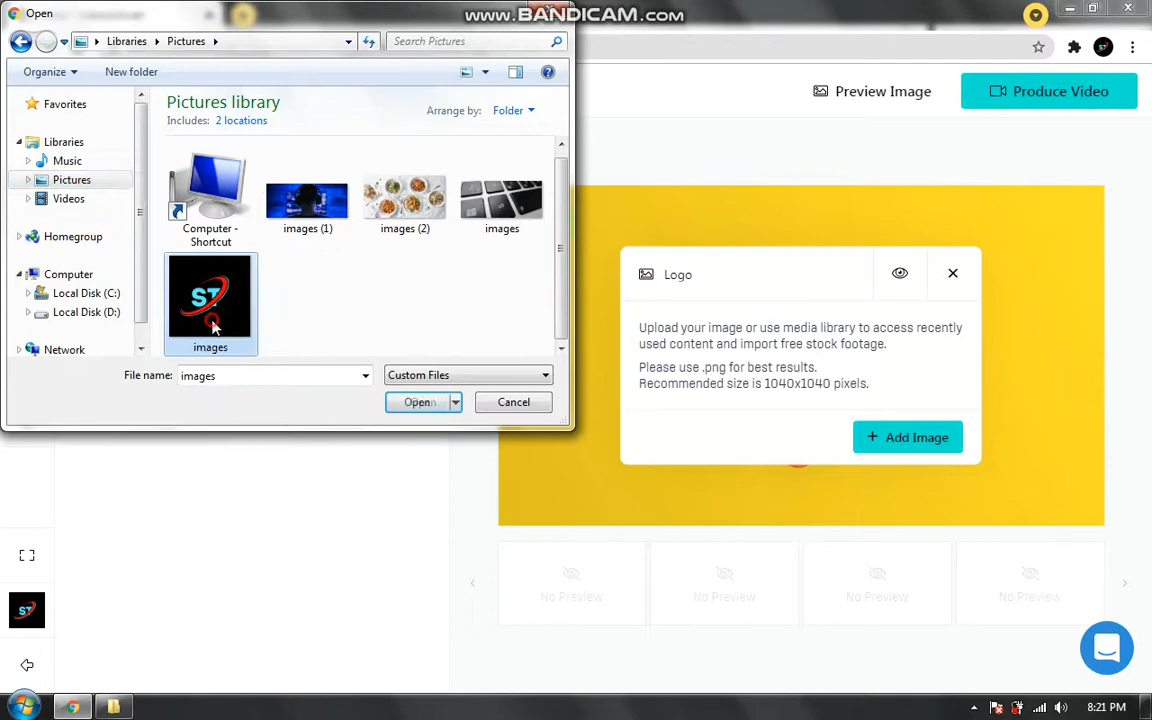 Open
www.BANDICAM.com
Libraries
Pictures
Search Pictures
Organize
New folder
Preview Image
Produce Video
Favorites
Libraries
Music
Pictures
Videos
Homegroup
Computer
Local Disk (C:)
Local Disk (D:)
Network
Pictures library
Includes: 2 locations
Arrange by: Folder
Computer -
Shortcut
images (1)
images (2)
images
ST
images
File name: images
Custom Files
Open
Cancel
Logo
Upload your image or use media library to access recently
used content and import free stock footage.
Please use .png for best results.
Recommended size is 1040x1040 pixels.
+ Add Image
No Preview
No Preview
No Preview
No Preview
ST
8:21 PM